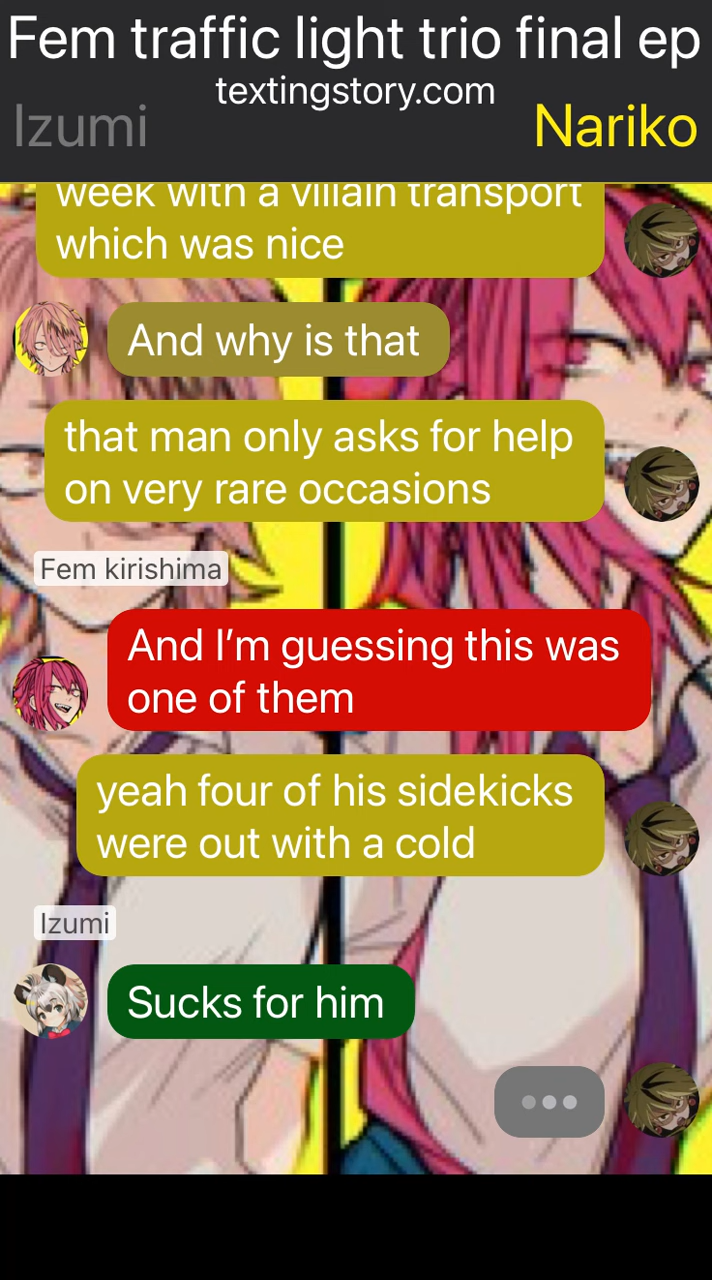 Fem traffic light trio final ep
textingstory.com
Izumi
Nariko
week with a villain transport
which was nice
And why is that
that man only asks for help
on very rare occasions
Fem kirishima
And I’m guessing this was
one of them
yeah four of his sidekicks
were out with a cold
Izumi
Sucks for him